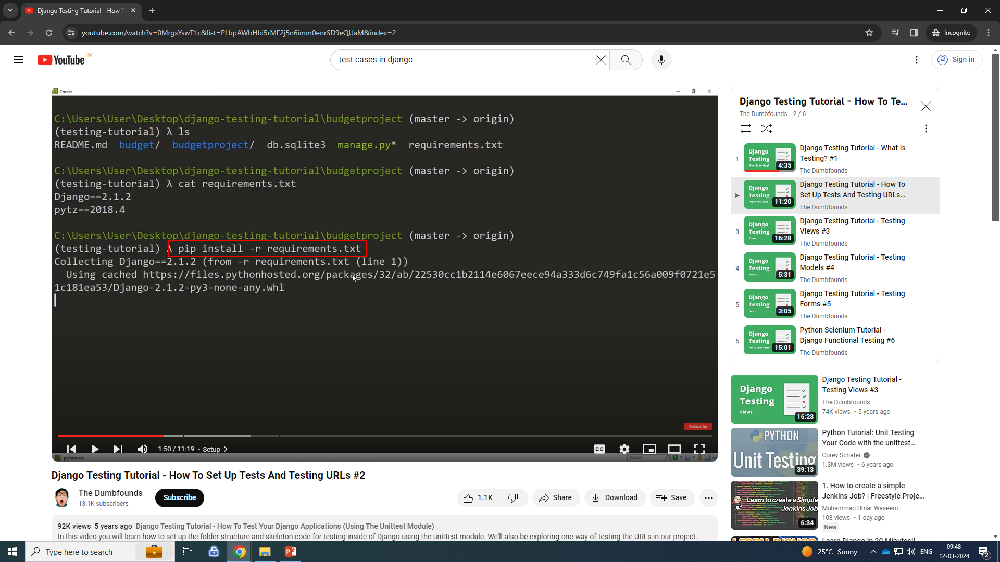 Django Testing Tutorial - How T
youtube.com/watch?v=0MrgsYswT1c&list=PLbpAWbHbi5rMF2j5n6imm0enrSD9eQUaM&index=2
Incognito
YouTube IN
test cases in django
Sign in
Cmder
C:\Users\User\Desktop\django-testing-tutorial\budgetproject (master -> origin)
(testing-tutorial) λ ls
README.md budget/ budgetproject/ db.sqlite3 manage.py* requirements.txt
C:\Users\User\Desktop\django-testing-tutorial\budgetproject (master -> origin)
(testing-tutorial) λ cat requirements.txt
Django==2.1.2
pytz==2018.4
C:\Users\User\Desktop\django-testing-tutorial\budgetproject (master -> origin)
(testing-tutorial) λ pip install -r requirements.txt
Collecting Django==2.1.2 (from -r requirements.txt (line 1))
Using cached https://files.pythonhosted.org/packages/32/ab/22530cc1b2114e6067eece94a333d6c749fa1c56a009f0721e5
1c181ea53/Django-2.1.2-py3-none-any.whl
Subscribe
1:50 / 11:19 • Setup
CC
python.exe
Search
Django Testing Tutorial - How To Set Up Tests And Testing URLs #2
The Dumbfounds
13.1K subscribers
Subscribe
1.1K
Share
Download
Save
92K views 5 years ago Django Testing Tutorial - How To Test Your Django Applications (Using The Unittest Module)
In this video you will learn how to set up the folder structure and skeleton code for testing inside of Django using the unittest module. We'll also be exploring one way of testing the URLs in our project.
Django Testing Tutorial - How To Te...
The Dumbfounds - 2 / 6
1
Django
Testing
What is testing?
4:35
Django Testing Tutorial - What Is
Testing? #1
The Dumbfounds
Django
Testing
Setup and URLs
11:20
Django Testing Tutorial - How To
Set Up Tests And Testing URLs...
The Dumbfounds
3
Django
Testing
Views
16:28
Django Testing Tutorial - Testing
Views #3
The Dumbfounds
4
Django
Testing
Models
5:31
Django Testing Tutorial - Testing
Models #4
The Dumbfounds
5
Django
Testing
Forms
3:05
Django Testing Tutorial - Testing
Forms #5
The Dumbfounds
6
Django
Testing
Functional Tests
15:01
Python Selenium Tutorial -
Django Functional Testing #6
The Dumbfounds
Django
Testing
Views
16:28
Django Testing Tutorial -
Testing Views #3
The Dumbfounds
74K views • 5 years ago
PYTHON
Unit Testing
39:13
Python Tutorial: Unit Testing
Your Code with the unittest...
Corey Schafer
1.3M views • 6 years ago
Learn to create a Simple
Jenkins Job
6:34
1. How to create a simple
Jenkins Job? | Freestyle Proje...
Muhammad Umar Waseem
108 views • 1 day ago
New
LEARN DJANGO
Learn Django in 20 Minutes!!
Type here to search
25°C Sunny
ENG
09:48
12-03-2024
2